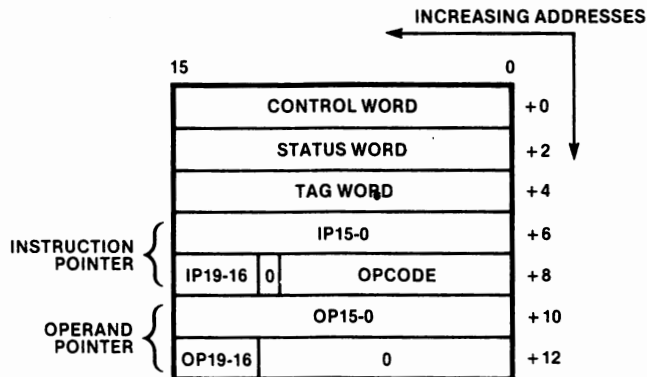 INCREASING ADDRESSES
15 0
CONTROL WORD +0
STATUS WORD +2
TAG WORD +4
INSTRUCTION POINTER
IP15-0 +6
IP19-16 0 OPCODE +8
OPERAND POINTER
OP15-0 +10
OP19-16 0 +12